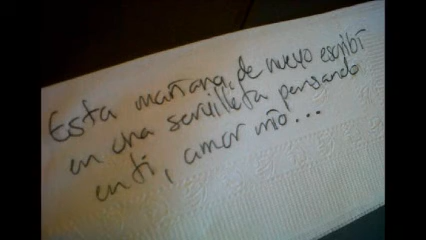 Esta mañana, de nuevo escribí
en una servilleta pensando
en ti, amor mío...